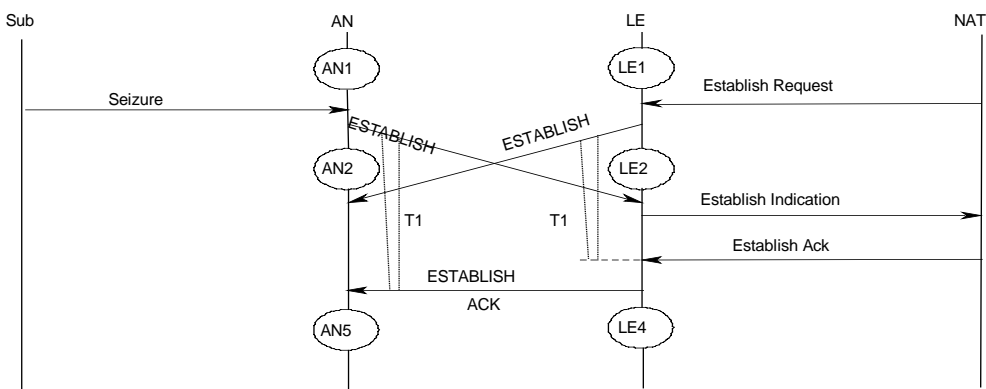 Sub
AN
LE
NAT
AN1
LE1
Establish Request
Seizure
ESTABLISH
ESTABLISH
AN2
LE2
Establish Indication
T1
T1
Establish Ack
ESTABLISH
ACK
AN5
LE4